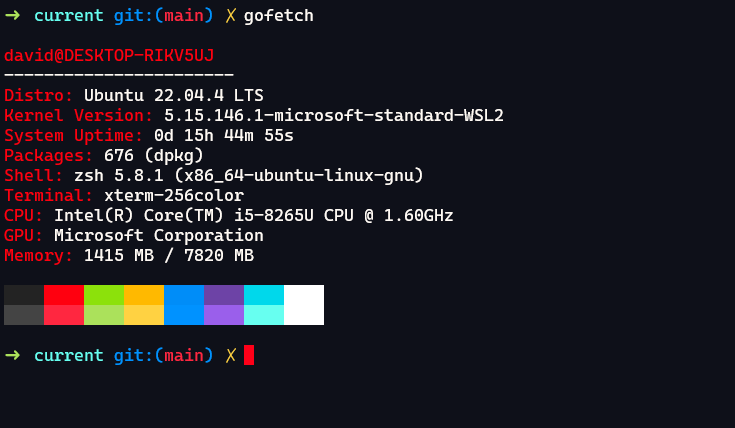 ➜ current git:(main) ✗ gofetch
david@DESKTOP-RIKV5UJ
-----------------------
Distro: Ubuntu 22.04.4 LTS
Kernel Version: 5.15.146.1-microsoft-standard-WSL2
System Uptime: 0d 15h 44m 55s
Packages: 676 (dpkg)
Shell: zsh 5.8.1 (x86_64-ubuntu-linux-gnu)
Terminal: xterm-256color
CPU: Intel(R) Core(TM) i5-8265U CPU @ 1.60GHz
GPU: Microsoft Corporation
Memory: 1415 MB / 7820 MB
➜ current git:(main) ✗